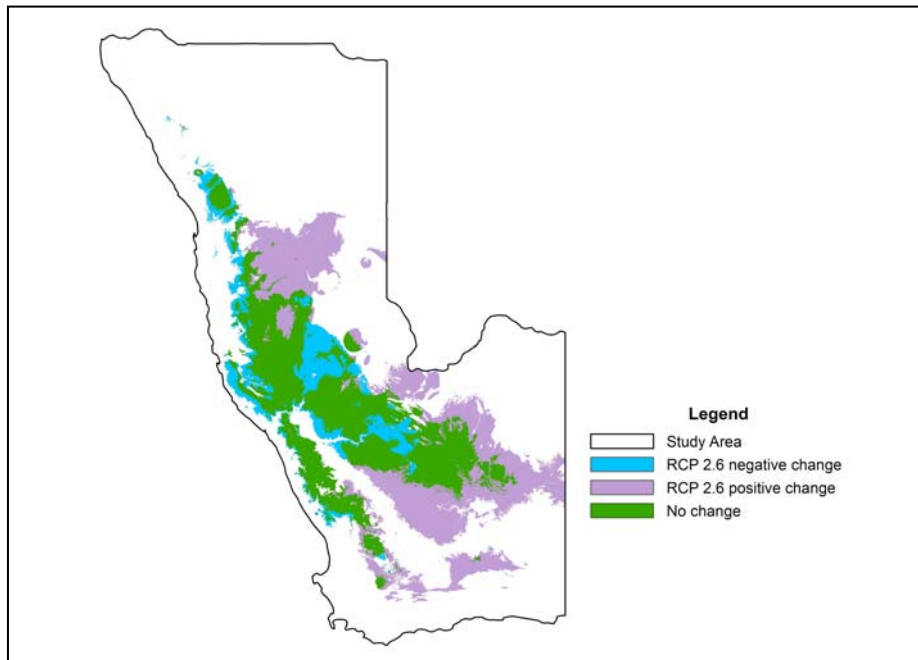 Legend
Study Area
RCP 2.6 negative change
RCP 2.6 positive change
No change